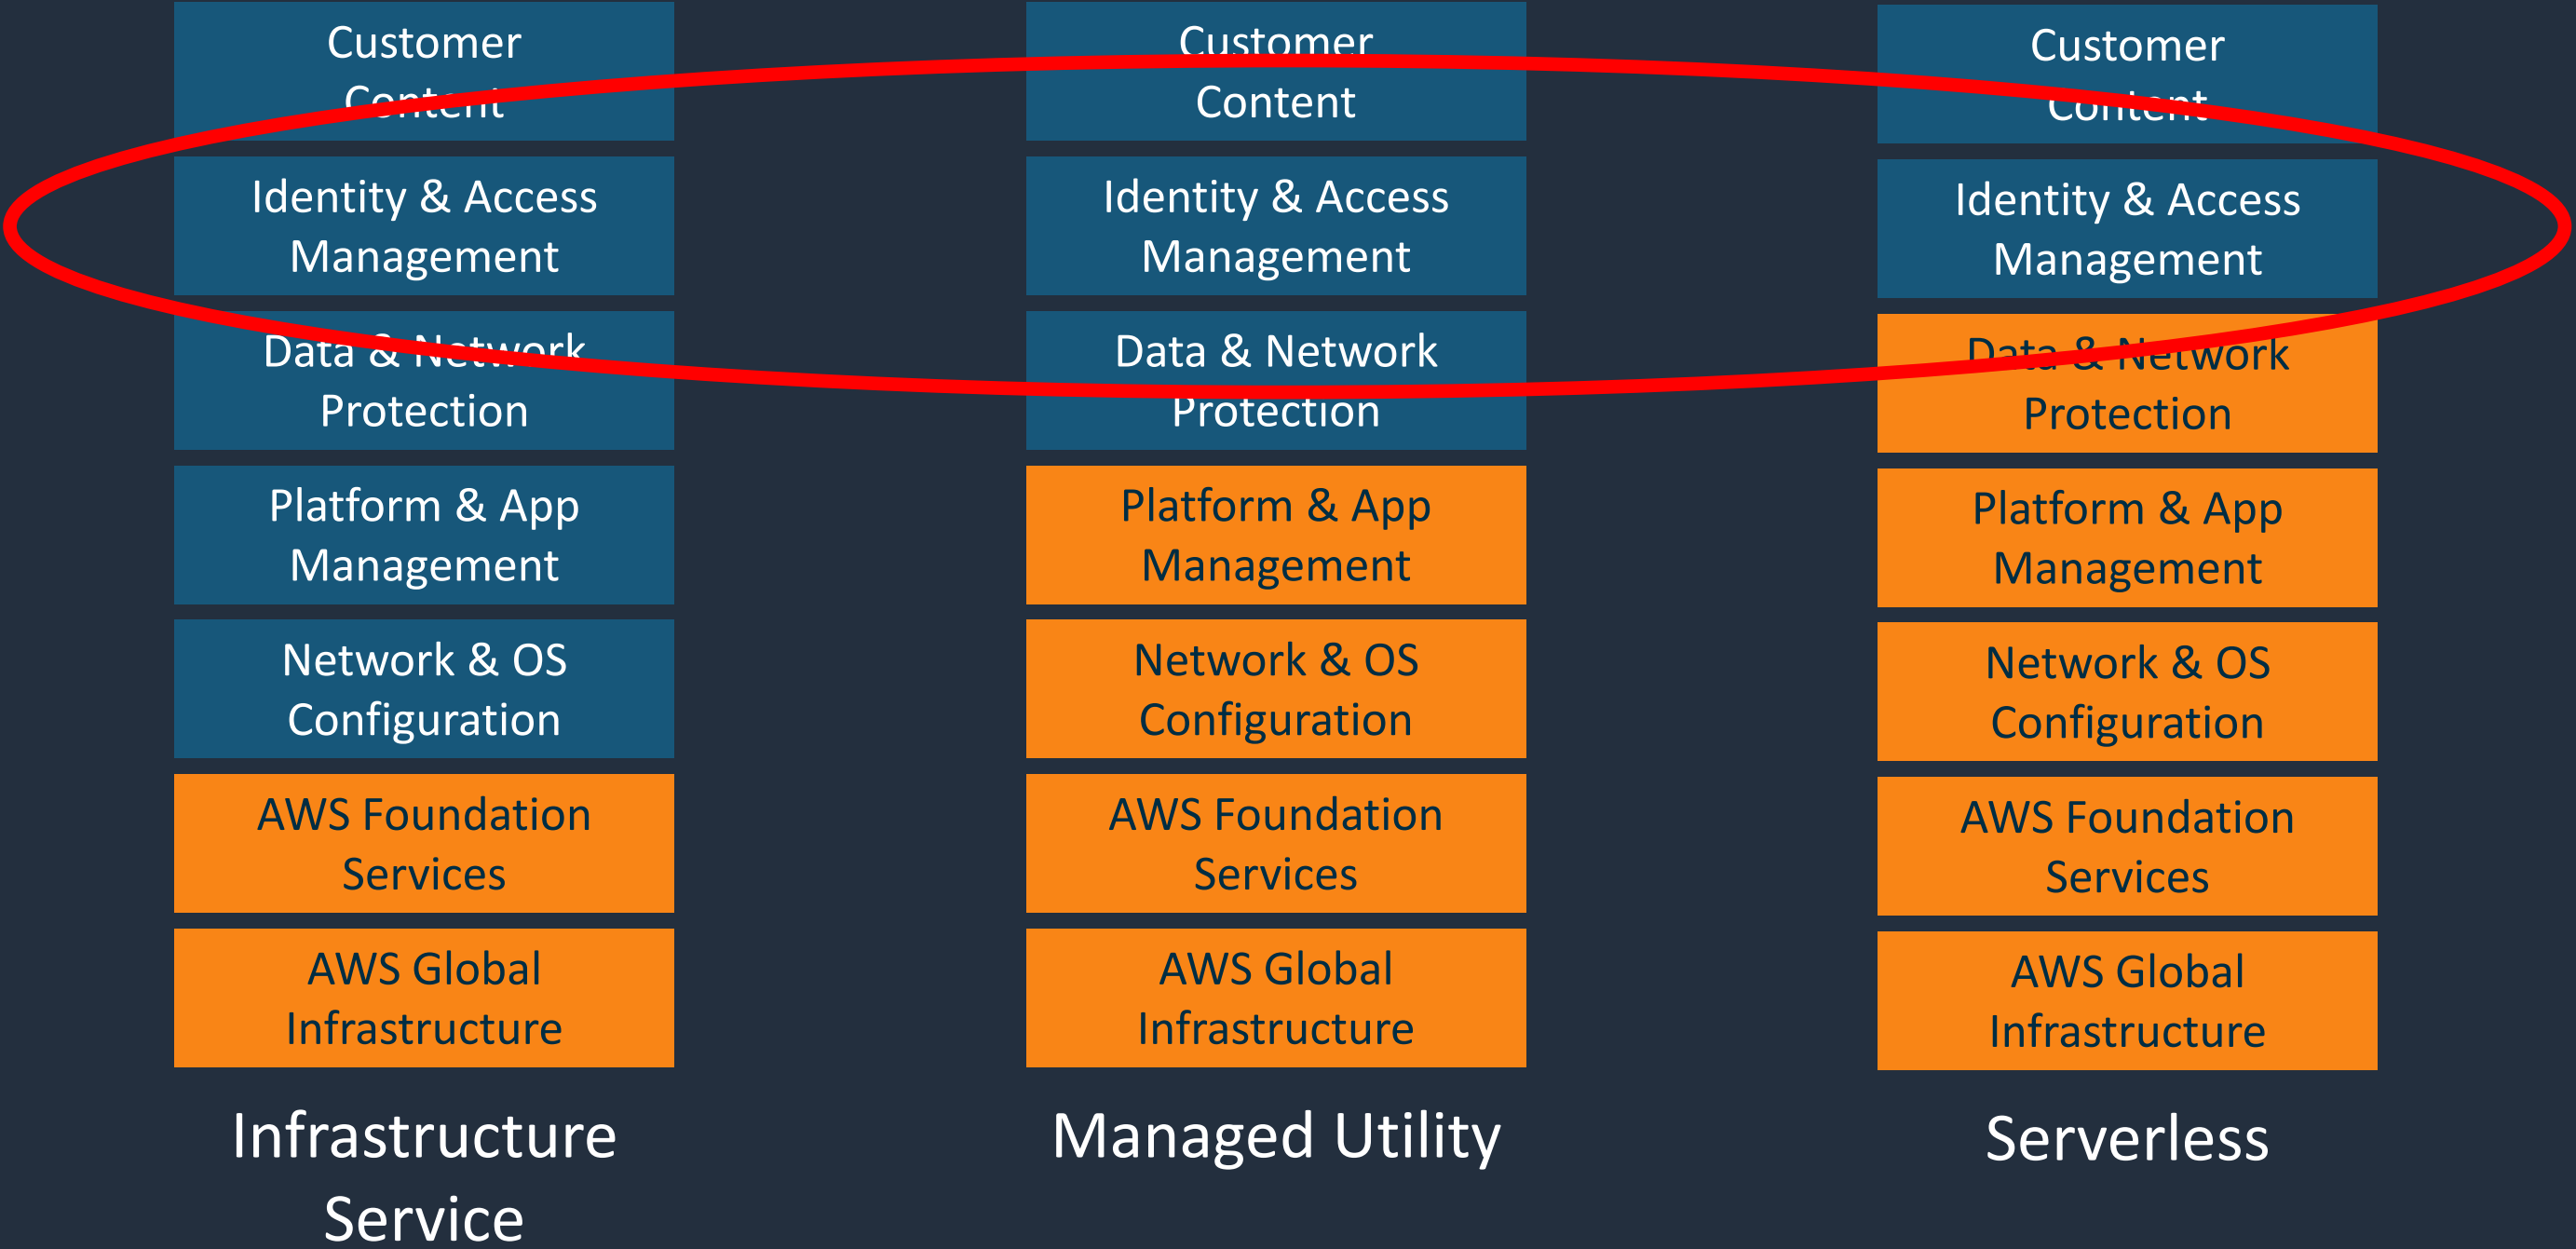 Customer
Content
Identity & Access
Management
Data & Network
Protection
Platform & App
Management
Network & OS
Configuration
AWS Foundation
Services
AWS Global
Infrastructure
Infrastructure
Service
Customer
Content
Identity & Access
Management
Data & Network
Protection
Platform & App
Management
Network & OS
Configuration
AWS Foundation
Services
AWS Global
Infrastructure
Managed Utility
Customer
Content
Identity & Access
Management
Data & Network
Protection
Platform & App
Management
Network & OS
Configuration
AWS Foundation
Services
AWS Global
Infrastructure
Serverless